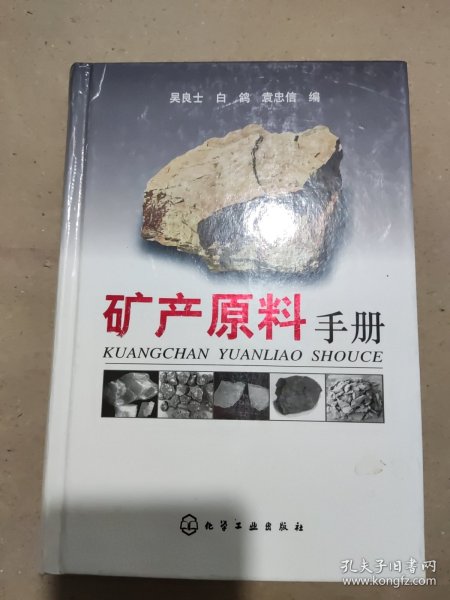 吴良士 白鸽 袁忠信 编
矿产原料手册
KUANGCHAN YUANLIAO SHOUCE
化学工业出版社
孔夫子旧书网
www.kongfz.com